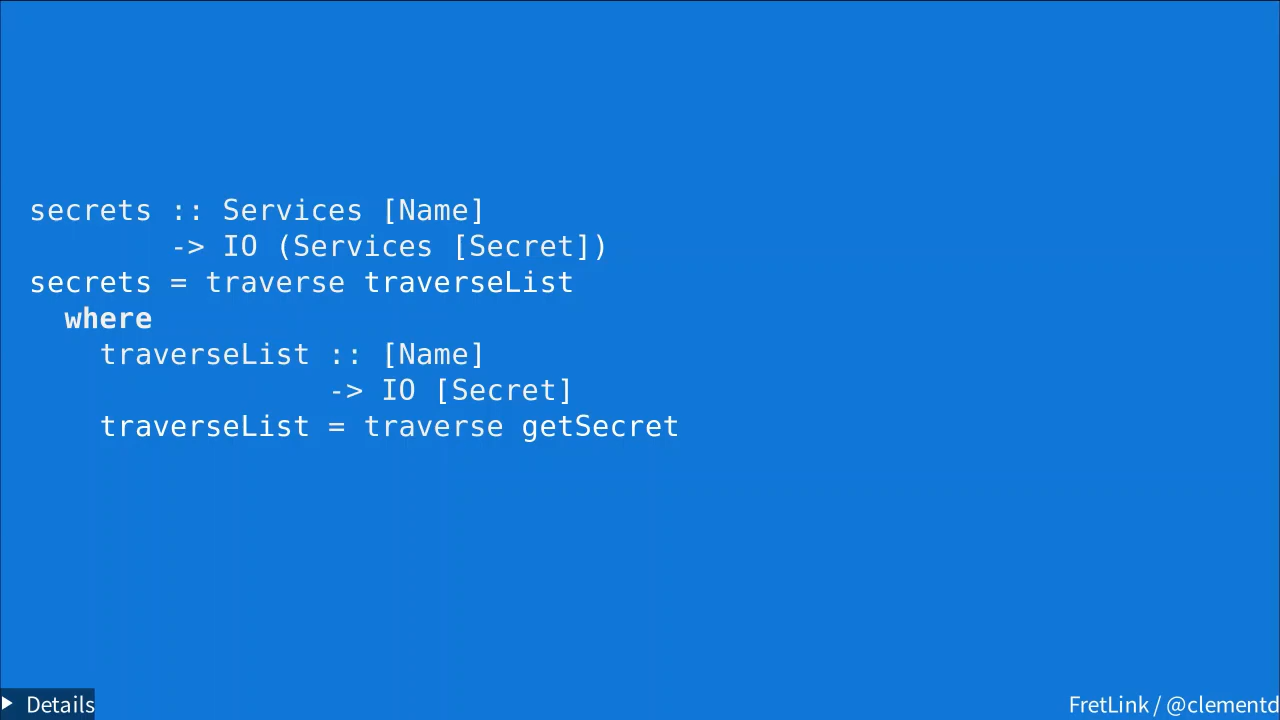 secrets :: Services [Name]
        -> IO (Services [Secret])
secrets = traverse traverseList
  where
    traverseList :: [Name]
                 -> IO [Secret]
    traverseList = traverse getSecret
Details
FretLink / @clementd